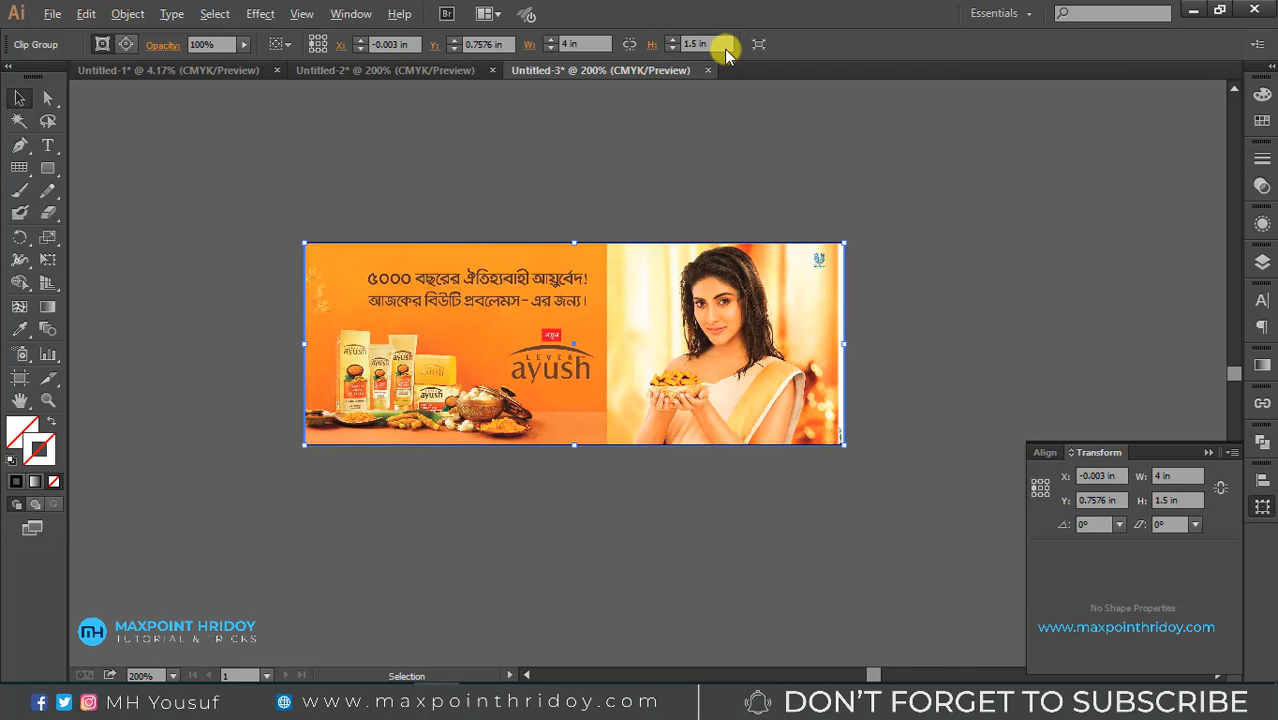 Ai File Edit Object Type Select Effect View Window Help Br Essentials
Clip Group Opacity: 100% X: -0.003 in Y: 0.7576 in W: 4 in H: 1.5 in
Untitled-1* @ 4.17% (CMYK/Preview) × Untitled-2* @ 200% (CMYK/Preview) × Untitled-3* @ 200% (CMYK/Preview) ×
৫০০০ বছরের ঐতিহ্যবাহী আয়ুর্বেদ!
আজকের বিউটি প্রবলেমস-এর জন্য।
নতুন
LEVER
ayush
Align Transform
X: -0.003 in W: 4 in
Y: 0.7576 in H: 1.5 in
0° 0°
No Shape Properties
www.maxpointhridoy.com
MH MAXPOINT HRIDOY
TUTORIAL & TRICKS
200% 1 Selection
MH Yousuf www.maxpointhridoy.com DON'T FORGET TO SUBSCRIBE